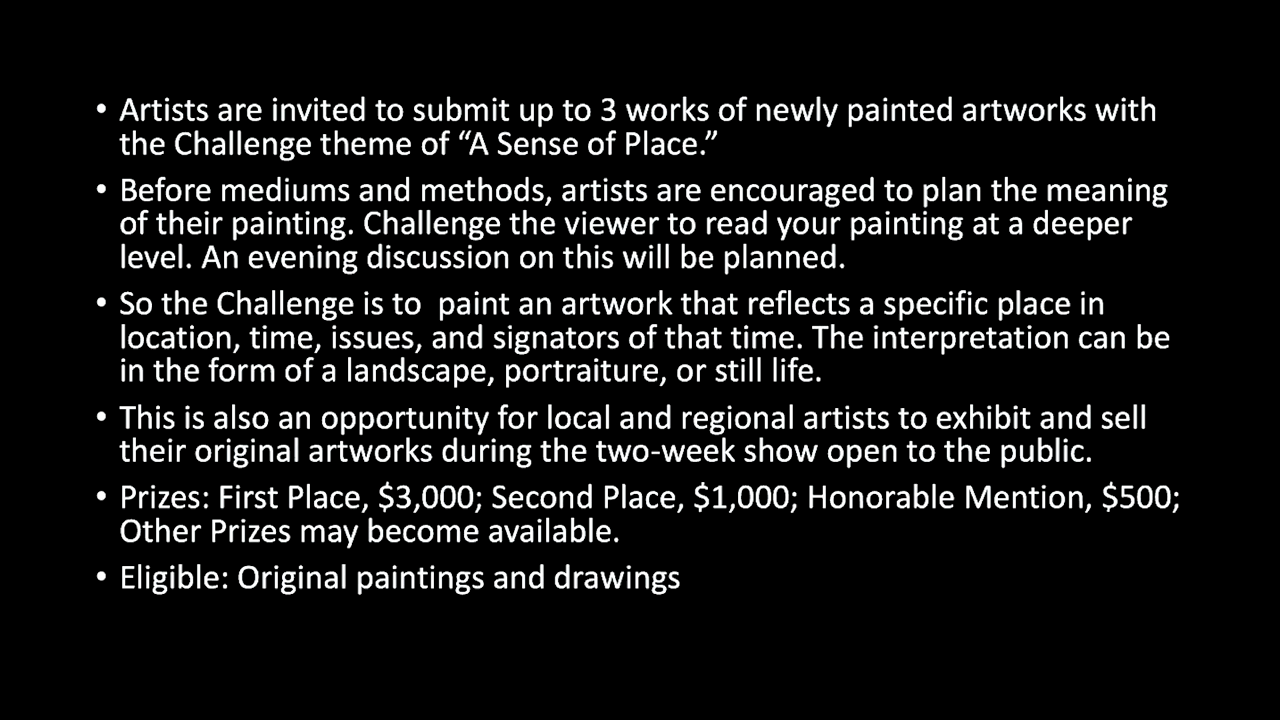 • Artists are invited to submit up to 3 works of newly painted artworks with
the Challenge theme of “A Sense of Place.”
• Before mediums and methods, artists are encouraged to plan the meaning
of their painting. Challenge the viewer to read your painting at a deeper
level. An evening discussion on this will be planned.
• So the Challenge is to  paint an artwork that reflects a specific place in
location, time, issues, and signators of that time. The interpretation can be
in the form of a landscape, portraiture, or still life.
• This is also an opportunity for local and regional artists to exhibit and sell
their original artworks during the two-week show open to the public.
• Prizes: First Place, $3,000; Second Place, $1,000; Honorable Mention, $500;
Other Prizes may become available.
• Eligible: Original paintings and drawings